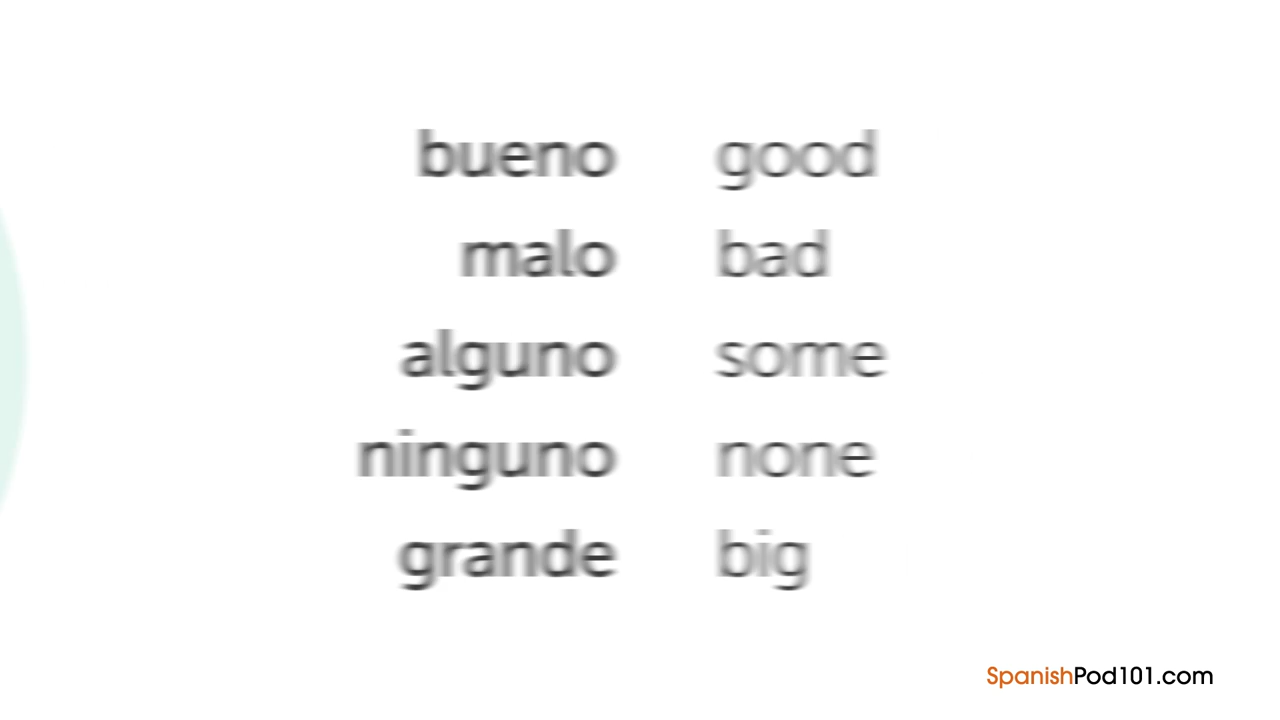 bueno good
malo bad
alguno some
ninguno none
grande big
SpanishPod101.com